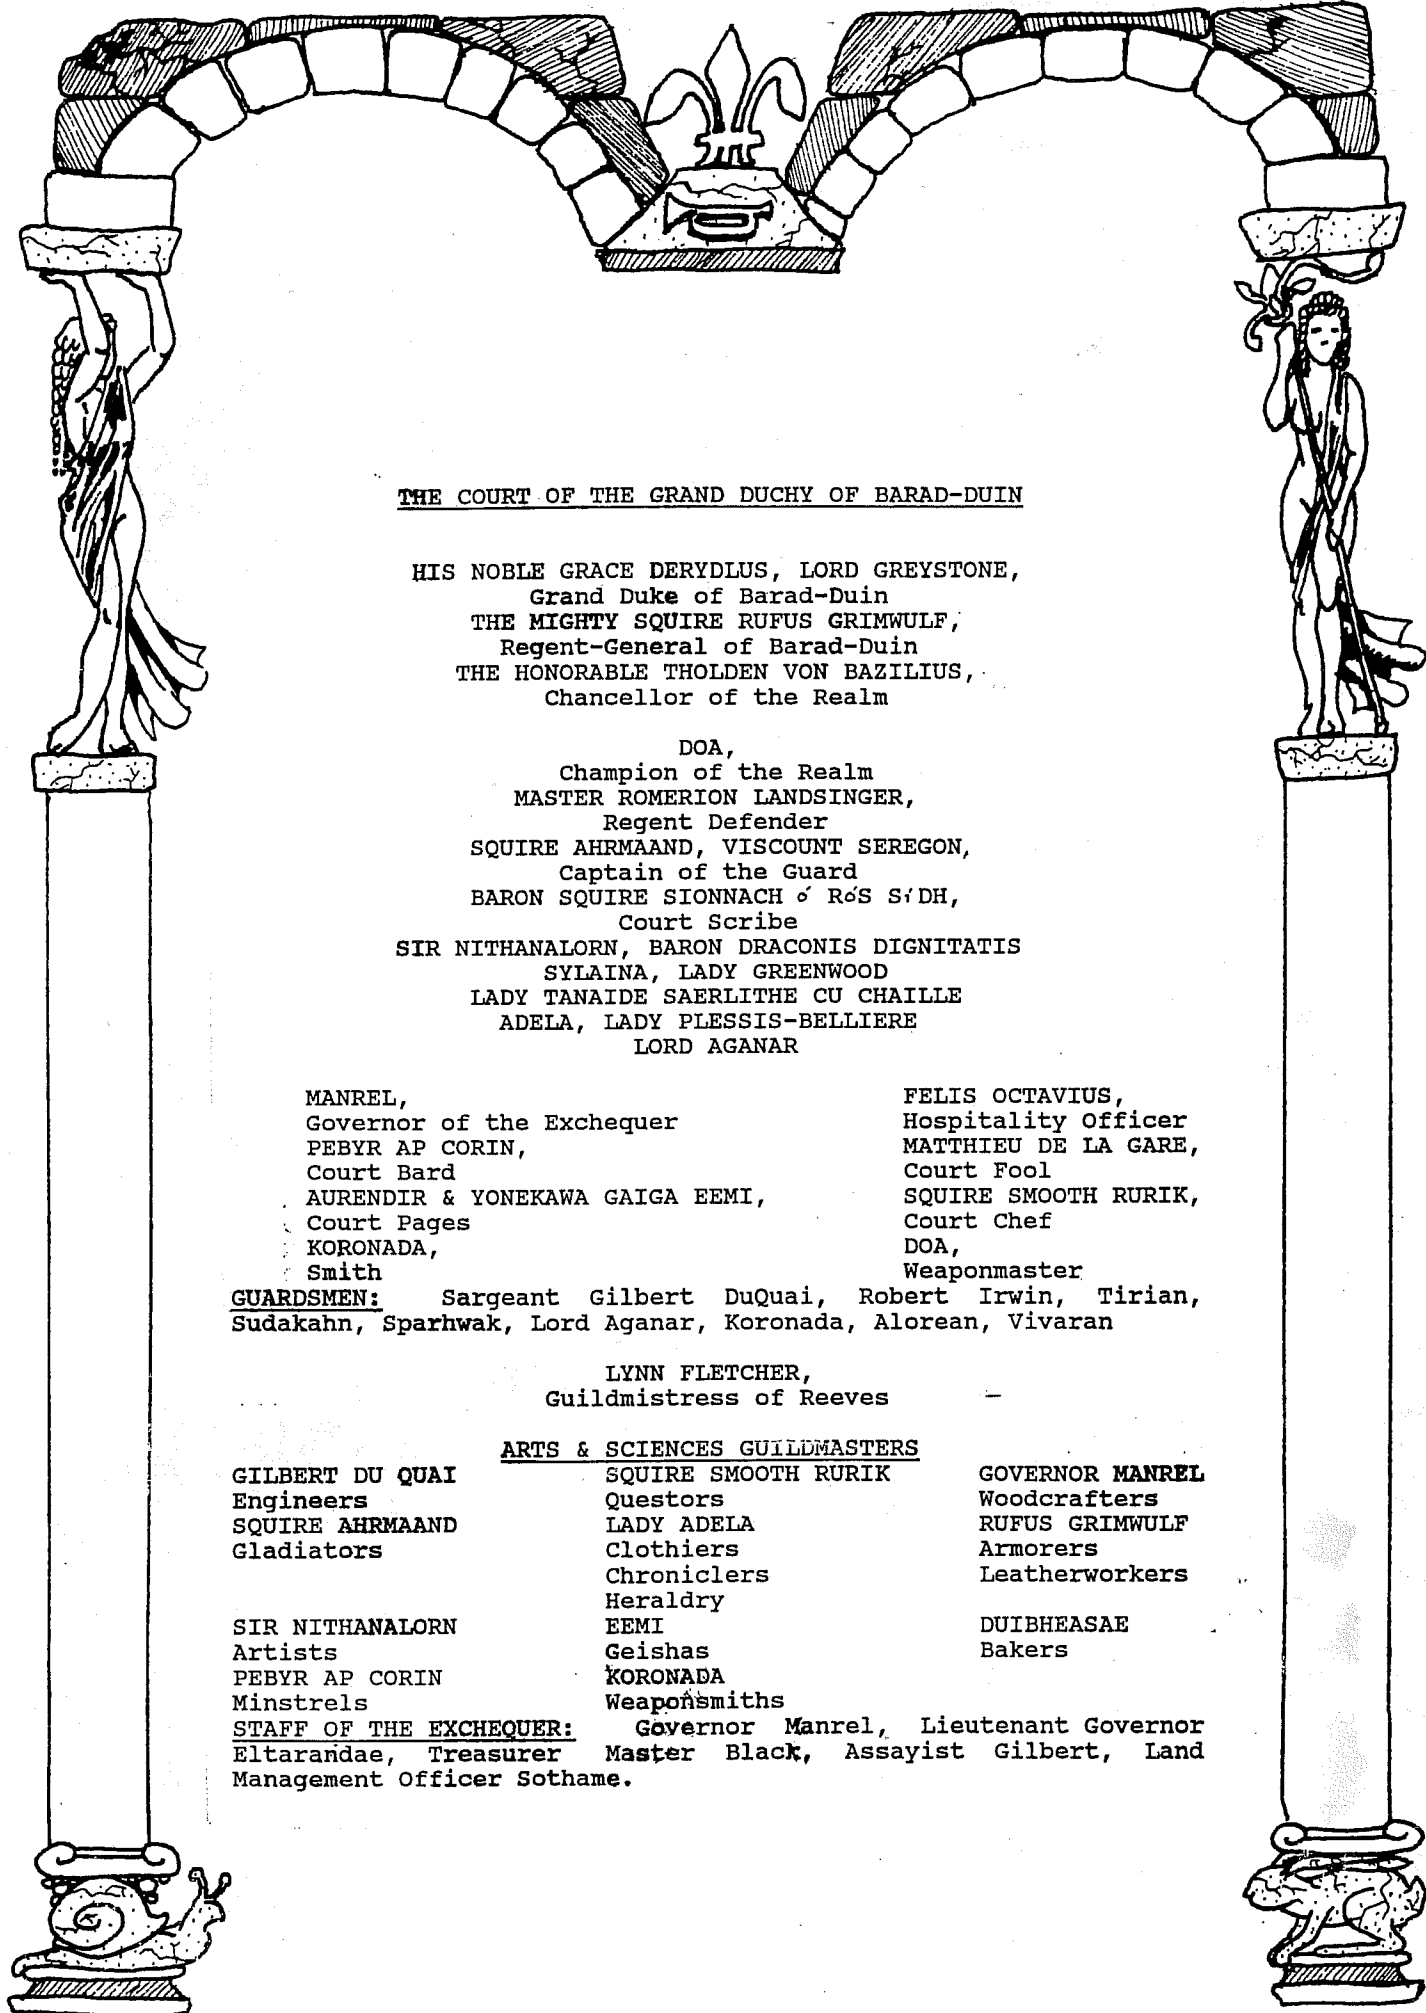 THE COURT OF THE GRAND DUCHY OF BARAD-DUIN
HIS NOBLE GRACE DERYDLUS, LORD GREYSTONE,
Grand Duke of Barad-Duin
THE MIGHTY SQUIRE RUFUS GRIMWULF,
Regent-General of Barad-Duin
THE HONORABLE THOLDEN VON BAZILIUS,
Chancellor of the Realm
DOA,
Champion of the Realm
MASTER ROMERION LANDSINGER,
Regent Defender
SQUIRE AHRMAAND, VISCOUNT SEREGON,
Captain of the Guard
BARON SQUIRE SIONNACH ó RóS SíDH,
Court Scribe
SIR NITHANALORN, BARON DRACONIS DIGNITATIS
SYLAINA, LADY GREENWOOD
LADY TANAIDE SAERLITHE CU CHAILLE
ADELA, LADY PLESSIS-BELLIERE
LORD AGANAR
MANREL,
Governor of the Exchequer
PEBYR AP CORIN,
Court Bard
AURENDIR & YONEKAWA GAIGA EEMI,
Court Pages
KORONADA,
Smith
FELIS OCTAVIUS,
Hospitality Officer
MATTHIEU DE LA GARE,
Court Fool
SQUIRE SMOOTH RURIK,
Court Chef
DOA,
Weaponmaster
GUARDSMEN: Sargeant Gilbert DuQuai, Robert Irwin, Tirian,
Sudakahn, Sparhwak, Lord Aganar, Koronada, Alorean, Vivaran
LYNN FLETCHER,
Guildmistress of Reeves
ARTS & SCIENCES GUILDMASTERS
GILBERT DU QUAI
Engineers
SQUIRE AHRMAAND
Gladiators
SIR NITHANALORN
Artists
PEBYR AP CORIN
Minstrels
SQUIRE SMOOTH RURIK
Questors
LADY ADELA
Clothiers
Chroniclers
Heraldry
EEMI
Geishas
KORONADA
Weaponsmiths
GOVERNOR MANREL
Woodcrafters
RUFUS GRIMWULF
Armorers
Leatherworkers
DUIBHEASAE
Bakers
STAFF OF THE EXCHEQUER: Governor Manrel, Lieutenant Governor
Eltarandae, Treasurer Master Black, Assayist Gilbert, Land
Management Officer Sothame.